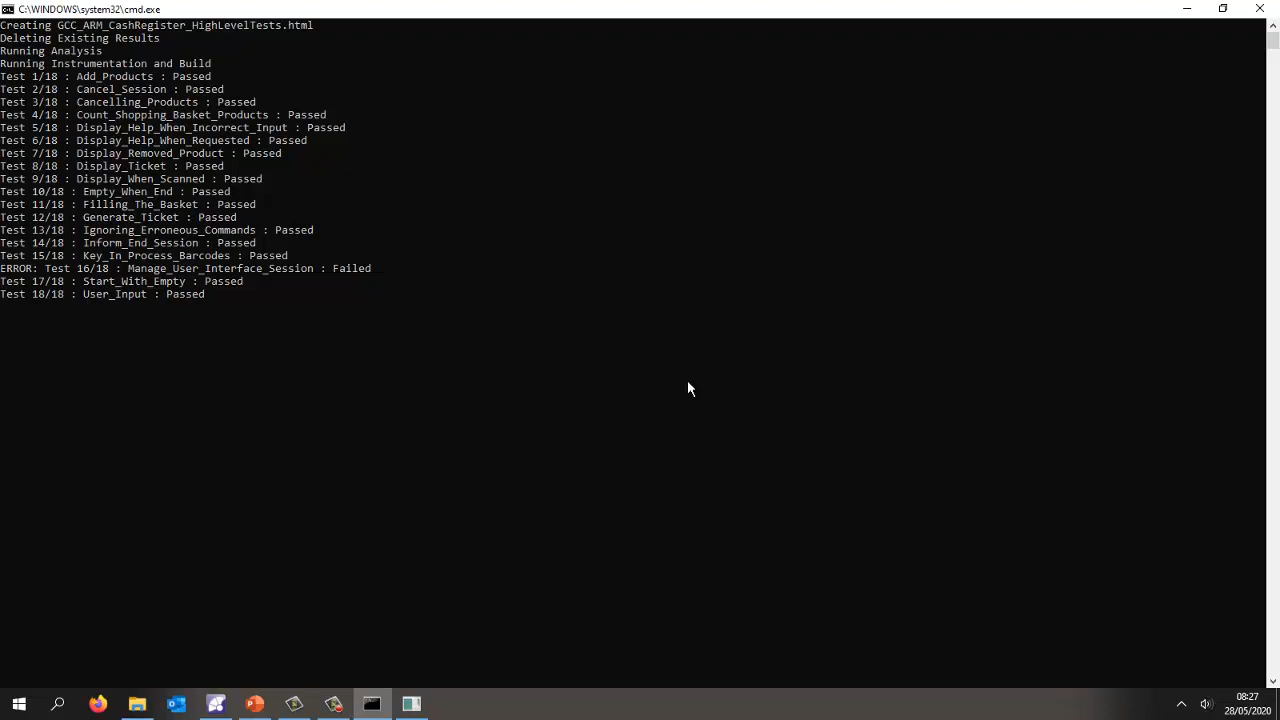 C:\WINDOWS\system32\cmd.exe
Creating GCC_ARM_CashRegister_HighLevelTests.html
Deleting Existing Results
Running Analysis
Running Instrumentation and Build
Test 1/18 : Add_Products : Passed
Test 2/18 : Cancel_Session : Passed
Test 3/18 : Cancelling_Products : Passed
Test 4/18 : Count_Shopping_Basket_Products : Passed
Test 5/18 : Display_Help_When_Incorrect_Input : Passed
Test 6/18 : Display_Help_When_Requested : Passed
Test 7/18 : Display_Removed_Product : Passed
Test 8/18 : Display_Ticket : Passed
Test 9/18 : Display_When_Scanned : Passed
Test 10/18 : Empty_When_End : Passed
Test 11/18 : Filling_The_Basket : Passed
Test 12/18 : Generate_Ticket : Passed
Test 13/18 : Ignoring_Erroneous_Commands : Passed
Test 14/18 : Inform_End_Session : Passed
Test 15/18 : Key_In_Process_Barcodes : Passed
ERROR: Test 16/18 : Manage_User_Interface_Session : Failed
Test 17/18 : Start_With_Empty : Passed
Test 18/18 : User_Input : Passed
08:27
28/05/2020